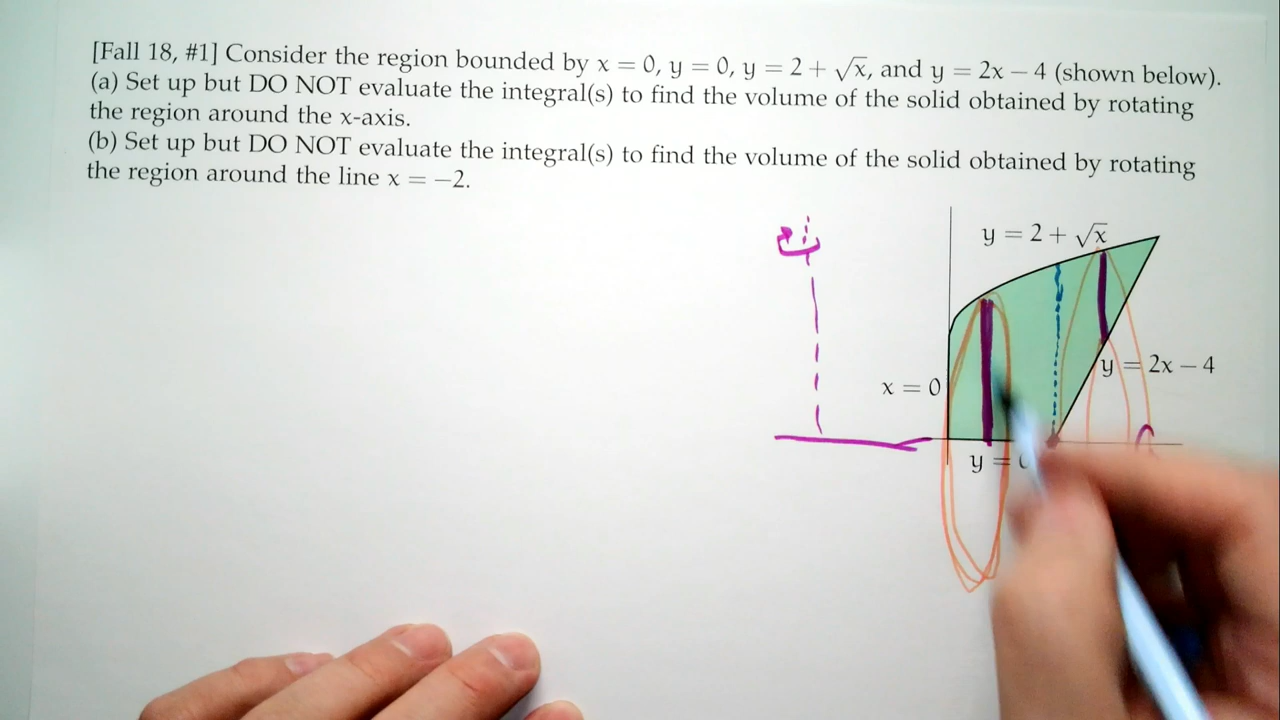 [Fall 18, #1] Consider the region bounded by x = 0, y = 0, y = 2 + √x, and y = 2x − 4 (shown below).
(a) Set up but DO NOT evaluate the integral(s) to find the volume of the solid obtained by rotating
the region around the x-axis.
(b) Set up but DO NOT evaluate the integral(s) to find the volume of the solid obtained by rotating
the region around the line x = −2.
y = 2 + √x
y = 2x − 4
x = 0
y =